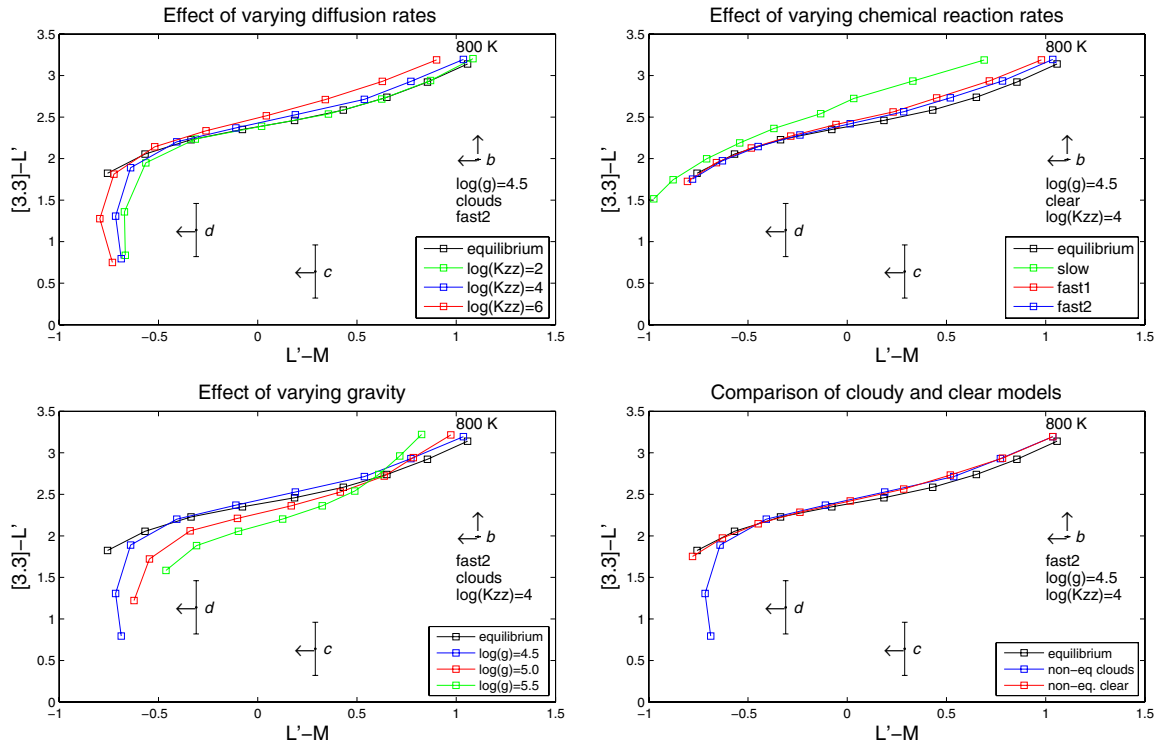 Effect of varying diffusion rates
3.5
3
2.5
2
1.5
1
0.5
0
[3.3]−L'
800 K
b
log(g)=4.5
clouds
fast2
d
c
equilibrium
log(Kzz)=2
log(Kzz)=4
log(Kzz)=6
−1
−0.5
0
0.5
1
1.5
L'−M
Effect of varying chemical reaction rates
3.5
3
2.5
2
1.5
1
0.5
0
[3.3]−L'
800 K
b
log(g)=4.5
clear
log(Kzz)=4
d
c
equilibrium
slow
fast1
fast2
−1
−0.5
0
0.5
1
1.5
L'−M
Effect of varying gravity
3.5
3
2.5
2
1.5
1
0.5
0
[3.3]−L'
800 K
b
fast2
clouds
log(Kzz)=4
d
c
equilibrium
log(g)=4.5
log(g)=5.0
log(g)=5.5
−1
−0.5
0
0.5
1
1.5
L'−M
Comparison of cloudy and clear models
3.5
3
2.5
2
1.5
1
0.5
0
[3.3]−L'
800 K
b
fast2
log(g)=4.5
log(Kzz)=4
d
c
equilibrium
non−eq clouds
non−eq. clear
−1
−0.5
0
0.5
1
1.5
L'−M